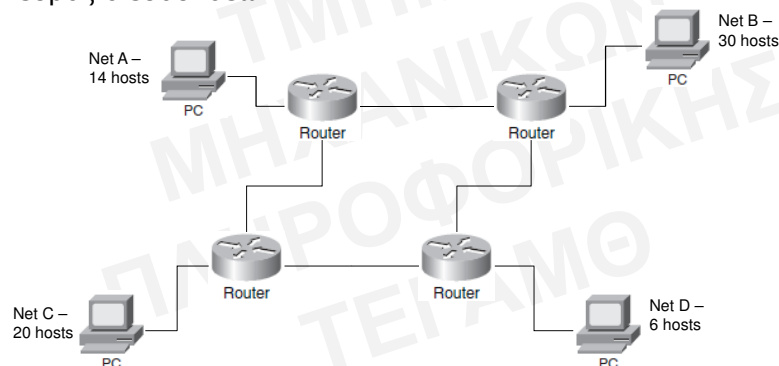 Net A –
14 hosts
PC
Router
Router
Net B –
30 hosts
PC
ΜΗΧΑΝΙΚΩΝ
ΠΛΗΡΟΦΟΡΙΚΗΣ
ΤΕΙ ΑΜΘ
Router
Router
Net C –
20 hosts
PC
Net D –
6 hosts
PC